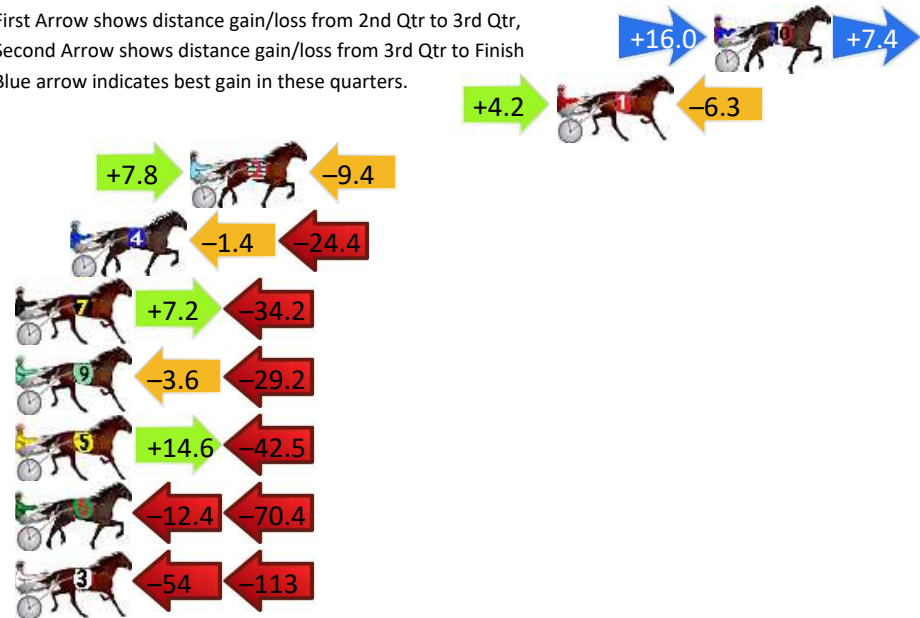 First Arrow shows distance gain/loss from 2nd Qtr to 3rd Qtr,
Second Arrow shows distance gain/loss from 3rd Qtr to Finish
Blue arrow indicates best gain in these quarters.
+16.0 10 +7.4
+4.2 1 –6.3
+7.8 2 –9.4
4 –1.4 –24.4
7 +7.2 –34.2
9 –3.6 –29.2
5 +14.6 –42.5
–12.4 –70.4
3 –54 –113